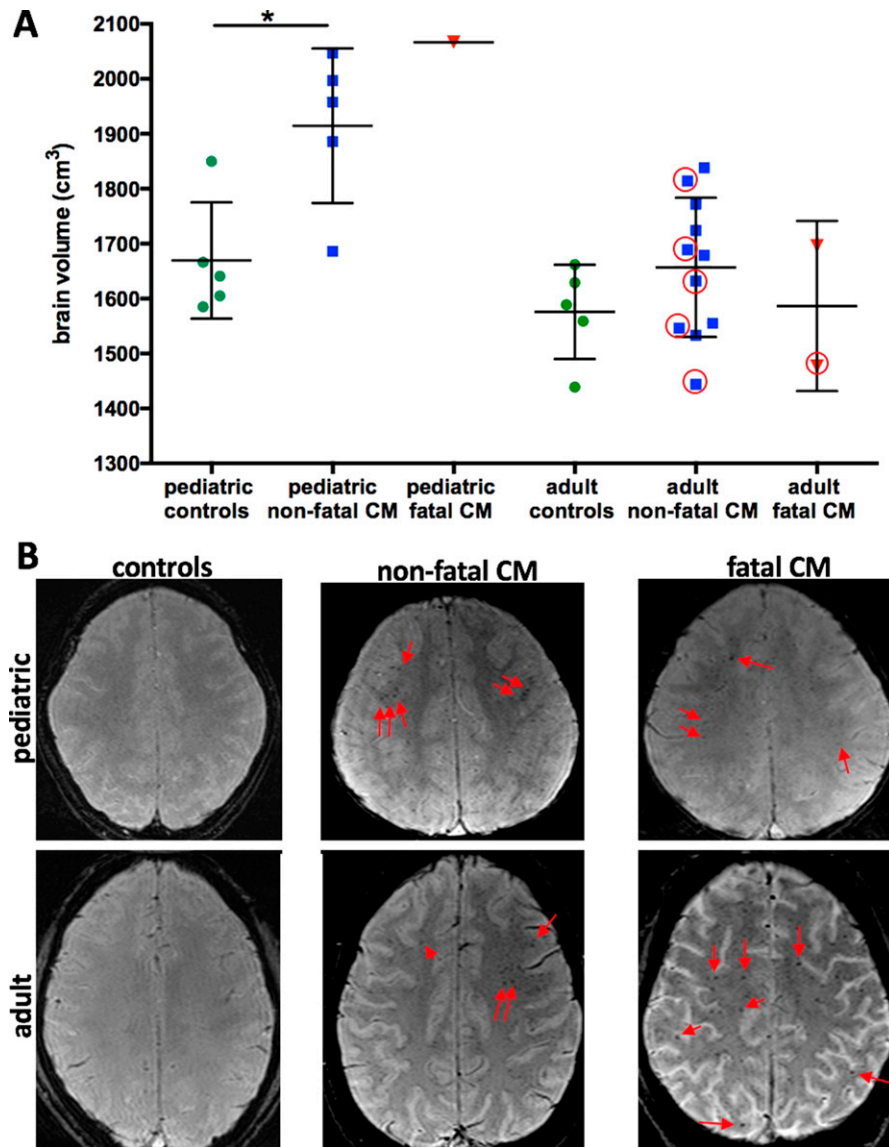 A
*
brain volume (cm³)
2100
2000
1900
1800
1700
1600
1500
1400
1300
pediatric
controls
pediatric
non-fatal CM
pediatric
fatal CM
adult
controls
adult
non-fatal CM
adult
fatal CM
B
controls
non-fatal CM
fatal CM
pediatric
adult